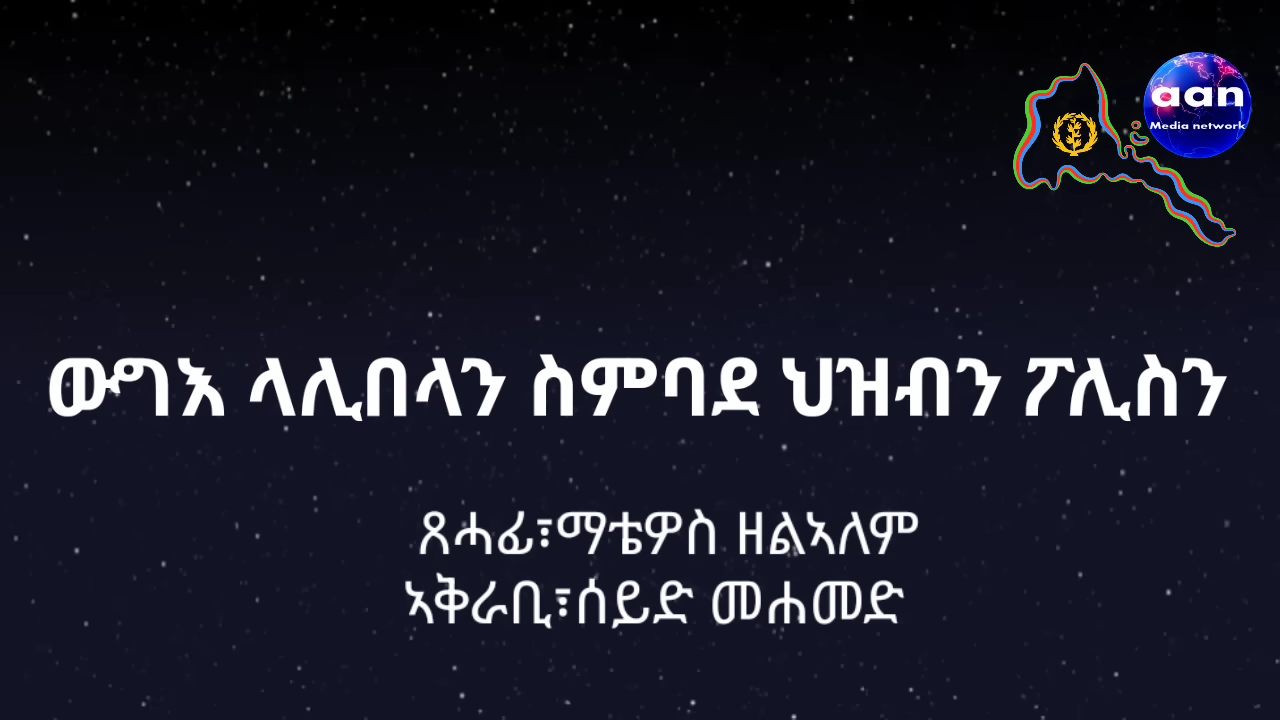 aan
Media network
ውግእ ላሊበላን ስምባደ ህዝብን ፖሊስን
ጸሓፊ፣ማቴዎስ ዘልኣለም
ኣቅራቢ፣ሰይድ መሐመድ